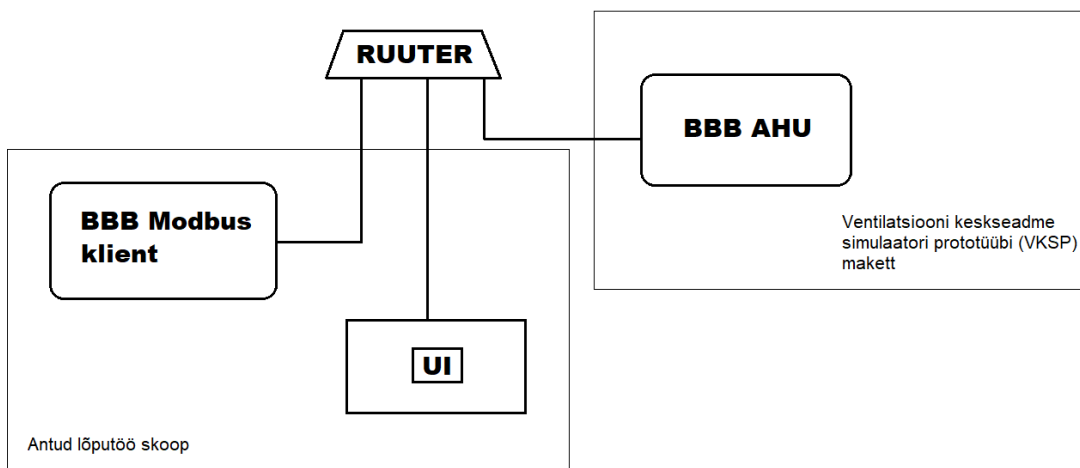 RUUTER
BBB AHU
BBB Modbus
klient
Ventilatsiooni keskseadme
simulaatori prototüübi (VKSP)
makett
UI
Antud lõputöö skoop